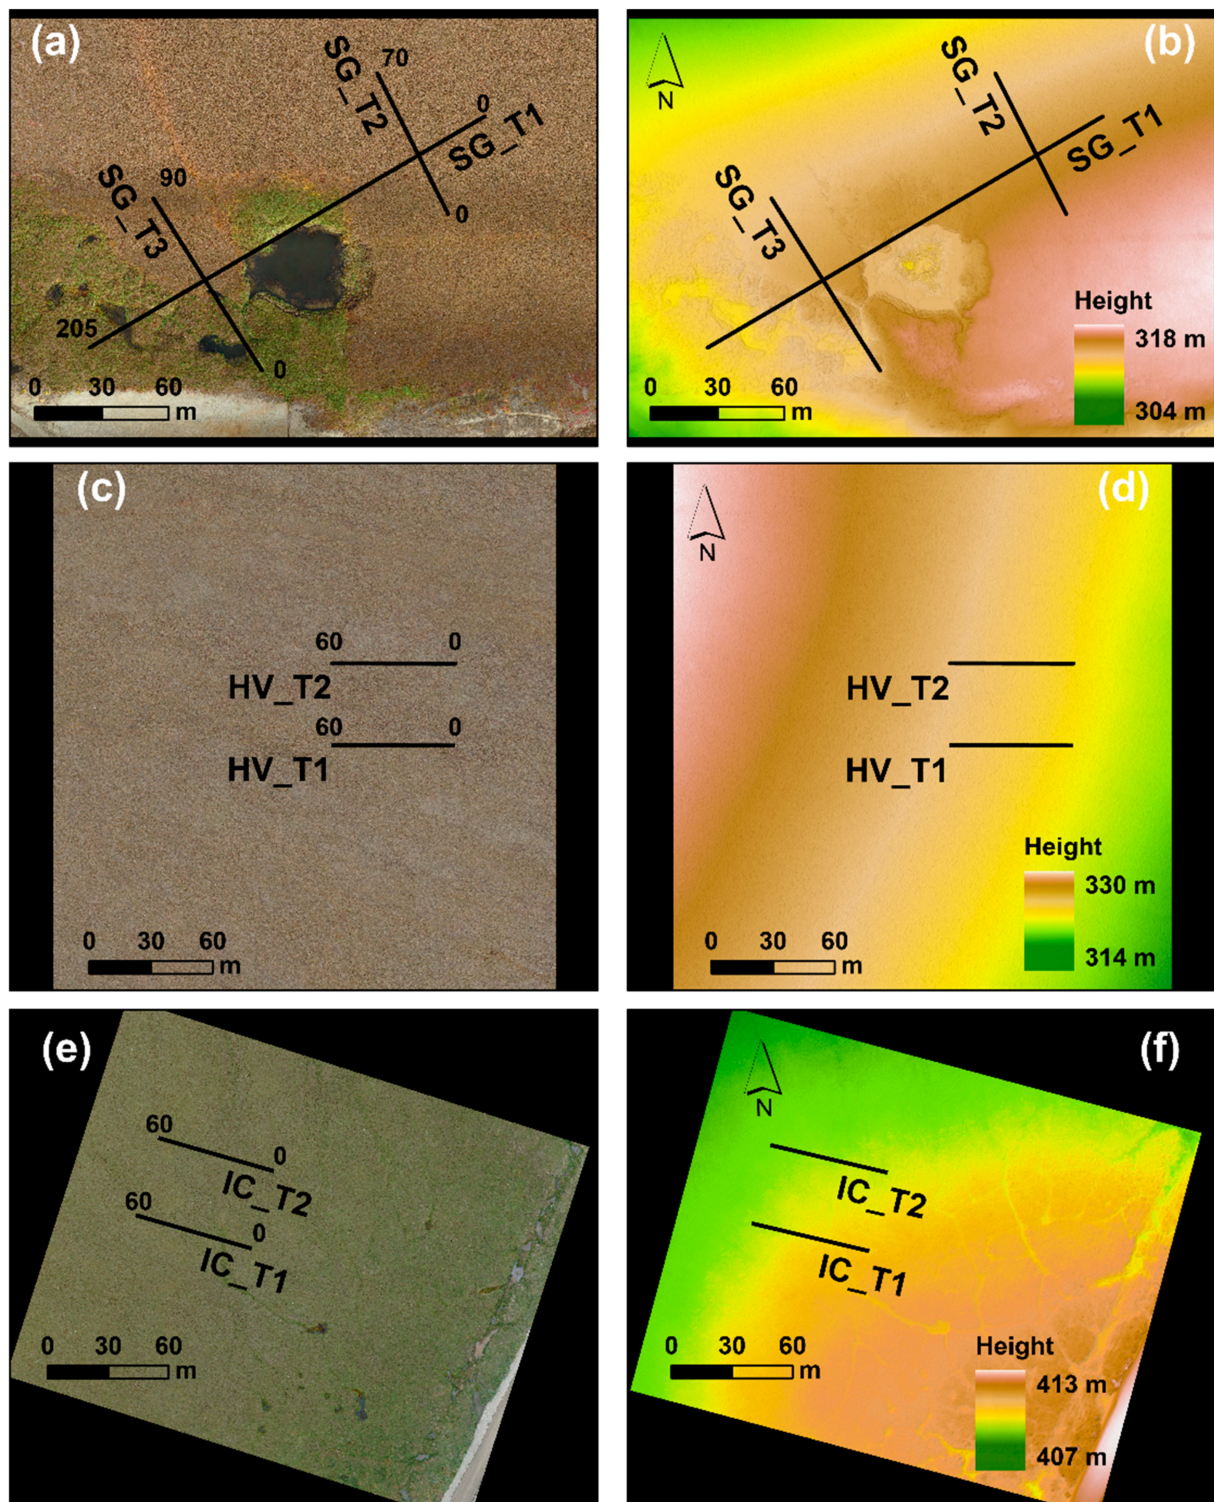 (a)
70
SG_T2
0
SG_T1
90
SG_T3
0
205
0
0 30 60
m
(b)
N
SG_T2
SG_T1
SG_T3
Height
318 m
304 m
0 30 60
m
(c)
60 0
HV_T2
60 0
HV_T1
0 30 60
m
(d)
N
HV_T2
HV_T1
Height
330 m
314 m
0 30 60
m
(e)
60
0
IC_T2
60
0
IC_T1
0 30 60
m
(f)
N
IC_T2
IC_T1
Height
413 m
407 m
0 30 60
m